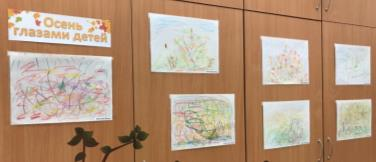 Осень
глазами детей